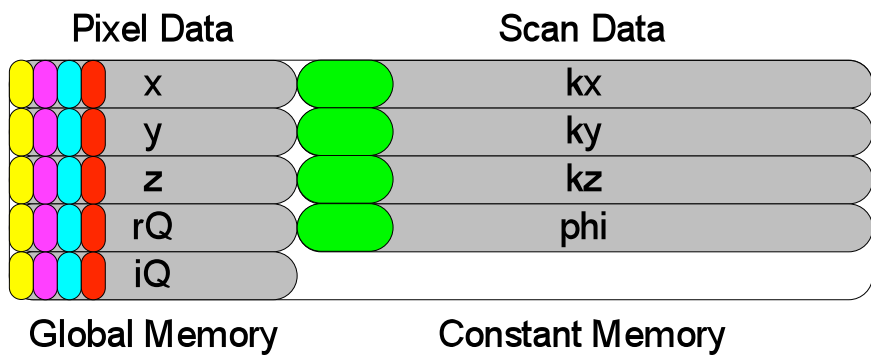 Pixel Data Scan Data
x kx
y ky
z kz
rQ phi
iQ
Global Memory Constant Memory